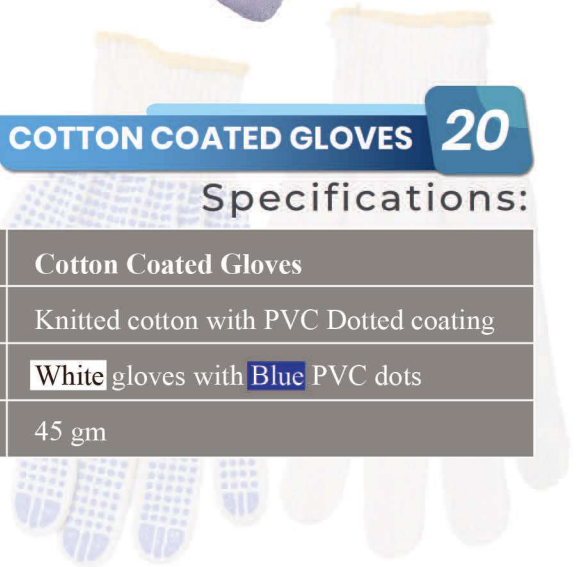 COTTON COATED GLOVES 20
Specifications:
Cotton Coated Gloves
Knitted cotton with PVC Dotted coating
White gloves with Blue PVC dots
45 gm